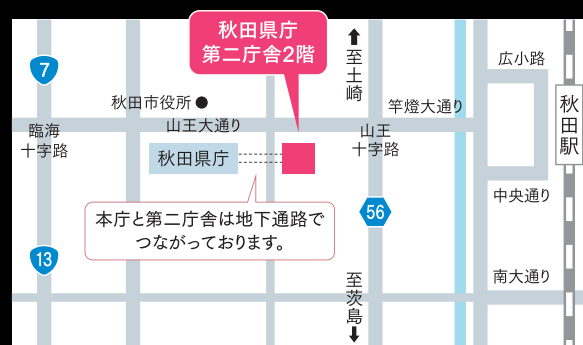 秋田県庁
第二庁舎2階
7
至土崎
広小路
秋田市役所
竿燈大通り
秋田駅
山王大通り
臨海
十字路
山王
十字路
秋田県庁
中央通り
本庁と第二庁舎は地下通路で
つながっております。
56
13
南大通り
至茨島